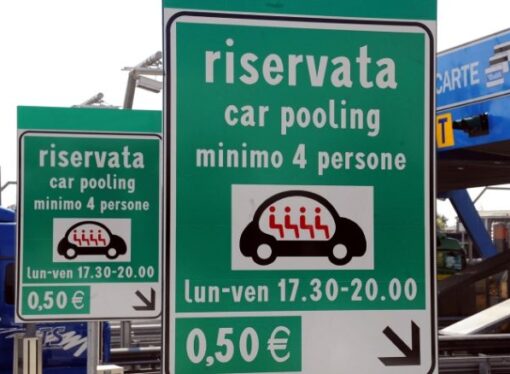 riservata
car pooling
minimo 4 persone
lun-ven 17.30-20.00
0,50 €
riservata
car pooling
minimo 4 persone
lun-ven 17.30-20.00
0,50 €
CARTE
T